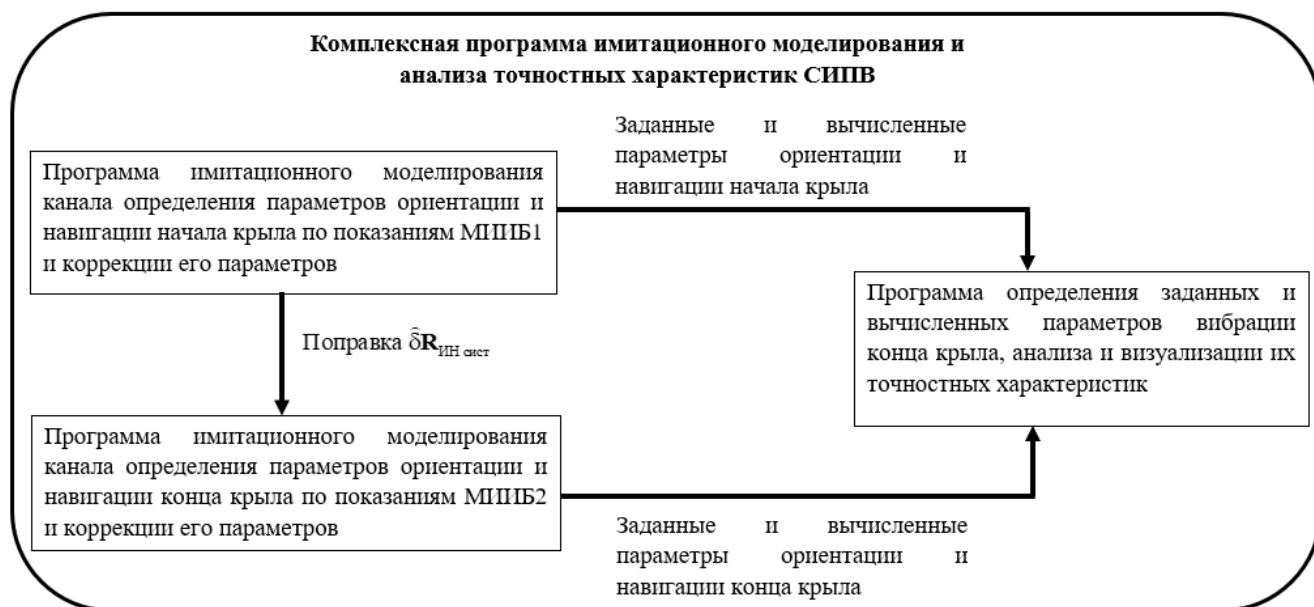 Комплексная программа имитационного моделирования и
анализа точностных характеристик СИПВ
Заданные и вычисленные
параметры ориентации и
навигации начала крыла
Программа имитационного моделирования
канала определения параметров ориентации и
навигации начала крыла по показаниям МИИБ1
и коррекции его параметров
Программа определения заданных и
вычисленных параметров вибрации
конца крыла, анализа и визуализации их
точностных характеристик
Поправка δ̂R ИН сист
Программа имитационного моделирования
канала определения параметров ориентации и
навигации конца крыла по показаниям МИИБ2
и коррекции его параметров
Заданные и вычисленные
параметры ориентации и
навигации конца крыла